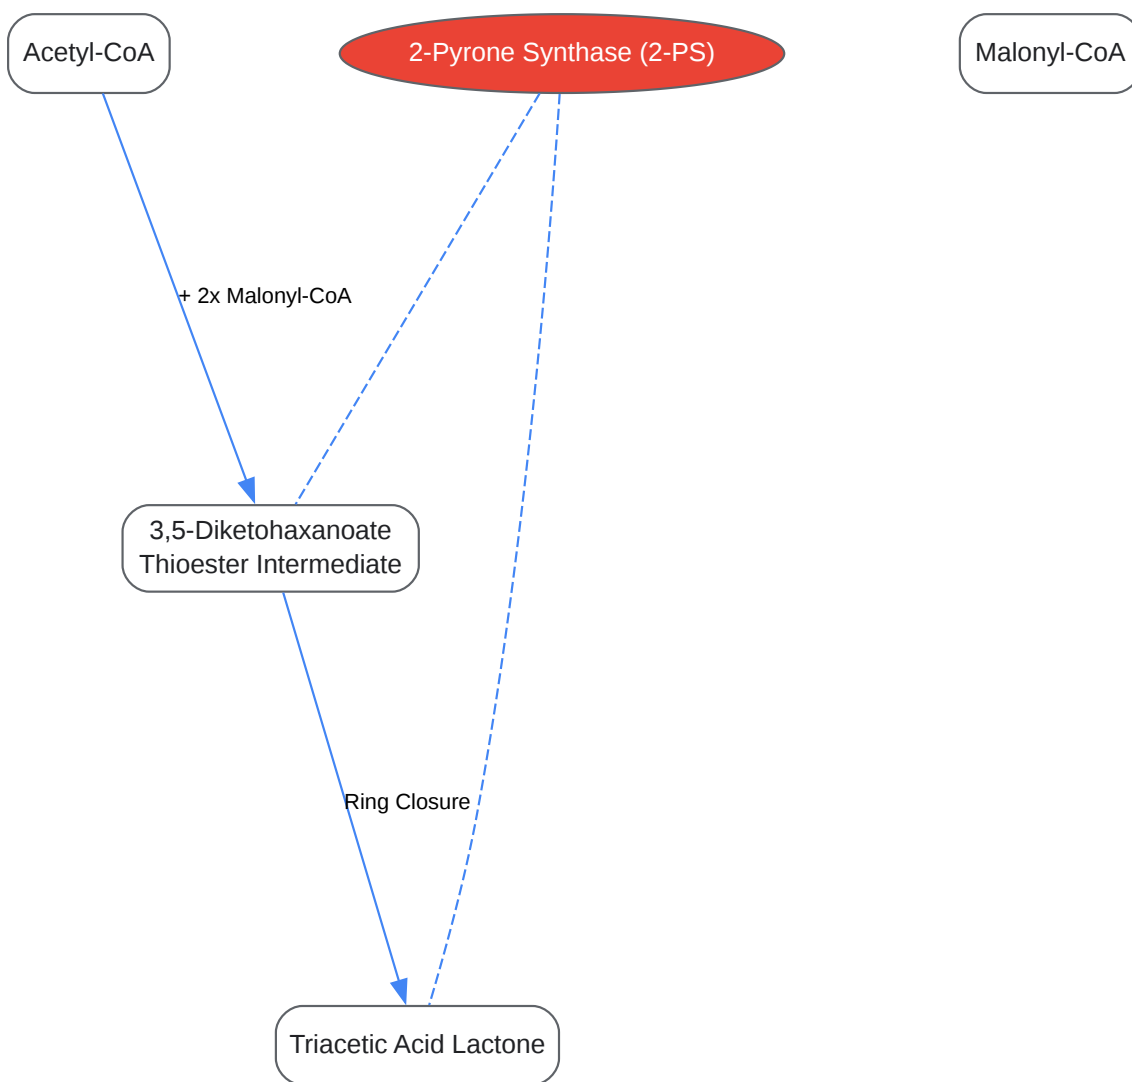 Acetyl-CoA
2-Pyrone Synthase (2-PS)
Malonyl-CoA
+ 2x Malonyl-CoA
3,5-Diketohaxanoate
Thioester Intermediate
Ring Closure
Triacetic Acid Lactone